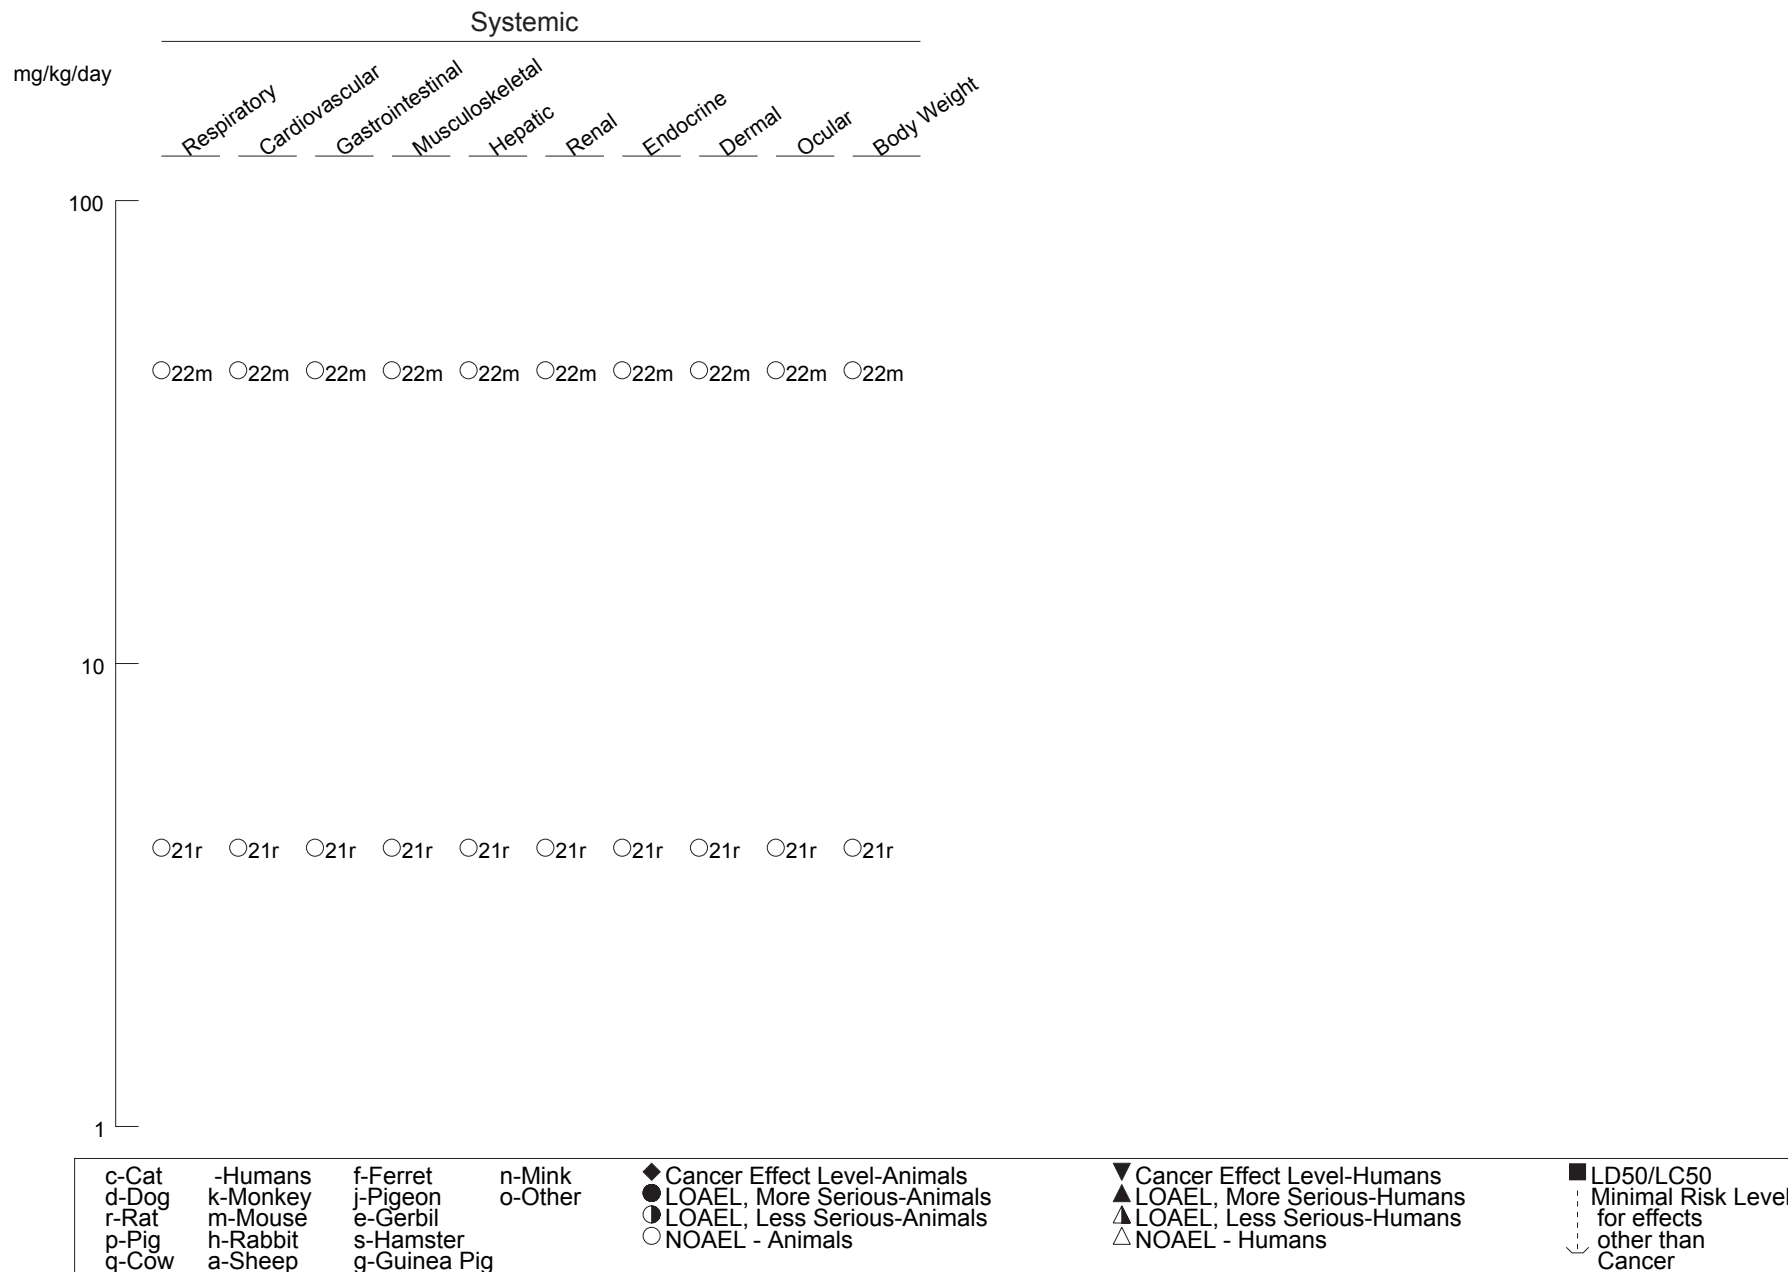 Systemic
mg/kg/day
Respiratory Cardiovascular Gastrointestinal Musculoskeletal Hepatic Renal Endocrine Dermal Ocular Body Weight
100
22m 22m 22m 22m 22m 22m 22m 22m 22m 22m
10
21r 21r 21r 21r 21r 21r 21r 21r 21r 21r
1
c-Cat -Humans f-Ferret n-Mink Cancer Effect Level-Animals Cancer Effect Level-Humans LD50/LC50
d-Dog k-Monkey j-Pigeon o-Other LOAEL, More Serious-Animals LOAEL, More Serious-Humans Minimal Risk Level
r-Rat m-Mouse e-Gerbil LOAEL, Less Serious-Animals LOAEL, Less Serious-Humans for effects
p-Pig h-Rabbit s-Hamster NOAEL - Animals NOAEL - Humans other than
q-Cow a-Sheep g-Guinea Pig Cancer